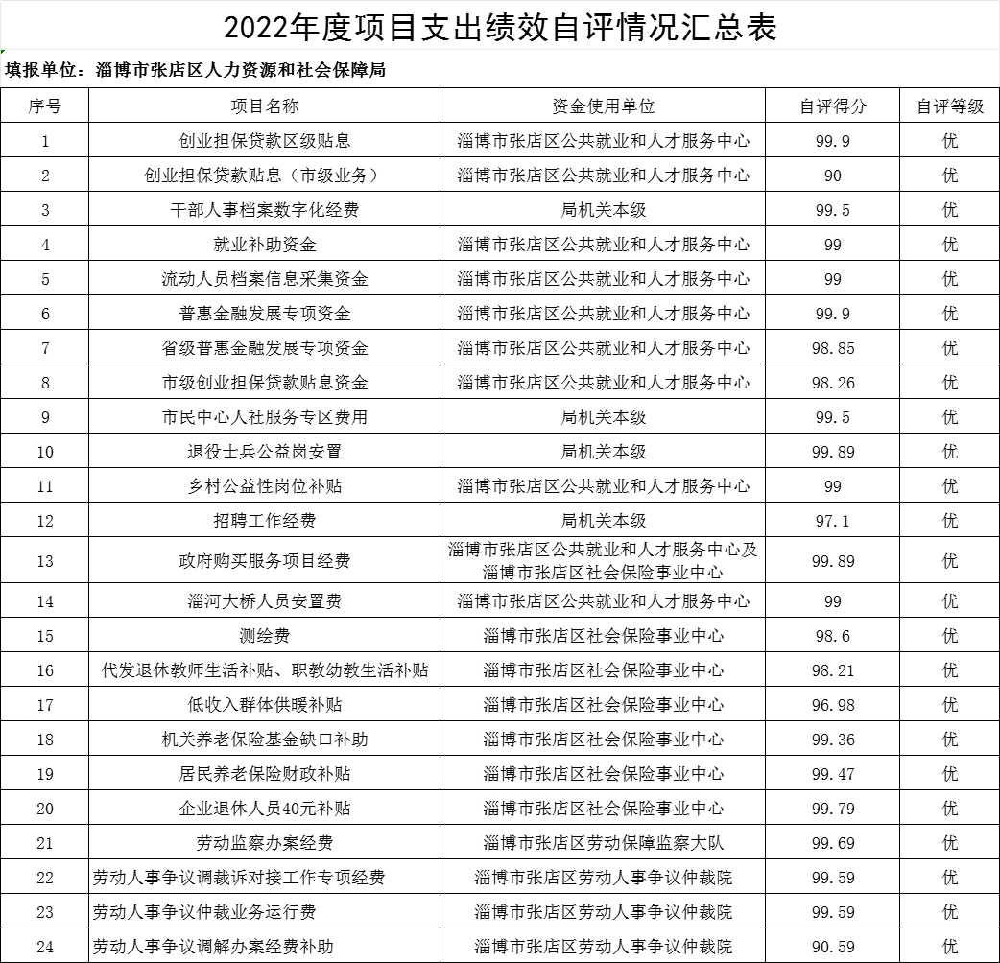 2022年度项目支出绩效自评情况汇总表
填报单位：淄博市张店区人力资源和社会保障局
序号 项目名称 资金使用单位 自评得分 自评等级
1 创业担保贷款区级贴息 淄博市张店区公共就业和人才服务中心 99.9 优
2 创业担保贷款贴息（市级业务） 淄博市张店区公共就业和人才服务中心 90 优
3 干部人事档案数字化经费 局机关本级 99.5 优
4 就业补助资金 淄博市张店区公共就业和人才服务中心 99 优
5 流动人员档案信息采集资金 淄博市张店区公共就业和人才服务中心 99 优
6 普惠金融发展专项资金 淄博市张店区公共就业和人才服务中心 99.9 优
7 省级普惠金融发展专项资金 淄博市张店区公共就业和人才服务中心 98.85 优
8 市级创业担保贷款贴息资金 淄博市张店区公共就业和人才服务中心 98.26 优
9 市民中心人社服务专区费用 局机关本级 99.5 优
10 退役士兵公益岗安置 局机关本级 99.89 优
11 乡村公益性岗位补贴 淄博市张店区公共就业和人才服务中心 99 优
12 招聘工作经费 局机关本级 97.1 优
13 政府购买服务项目经费 淄博市张店区公共就业和人才服务中心及
淄博市张店区社会保险事业中心 99.89 优
14 淄河大桥人员安置费 淄博市张店区公共就业和人才服务中心 99 优
15 测绘费 淄博市张店区社会保险事业中心 98.6 优
16 代发退休教师生活补贴、职教幼教生活补贴 淄博市张店区社会保险事业中心 98.21 优
17 低收入群体供暖补贴 淄博市张店区社会保险事业中心 96.98 优
18 机关养老保险基金缺口补助 淄博市张店区社会保险事业中心 99.36 优
19 居民养老保险财政补贴 淄博市张店区社会保险事业中心 99.47 优
20 企业退休人员40元补贴 淄博市张店区社会保险事业中心 99.79 优
21 劳动监察办案经费 淄博市张店区劳动保障监察大队 99.69 优
22 劳动人事争议调裁诉对接工作专项经费 淄博市张店区劳动人事争议仲裁院 99.59 优
23 劳动人事争议仲裁业务运行费 淄博市张店区劳动人事争议仲裁院 99.59 优
24 劳动人事争议调解办案经费补助 淄博市张店区劳动人事争议仲裁院 90.59 优